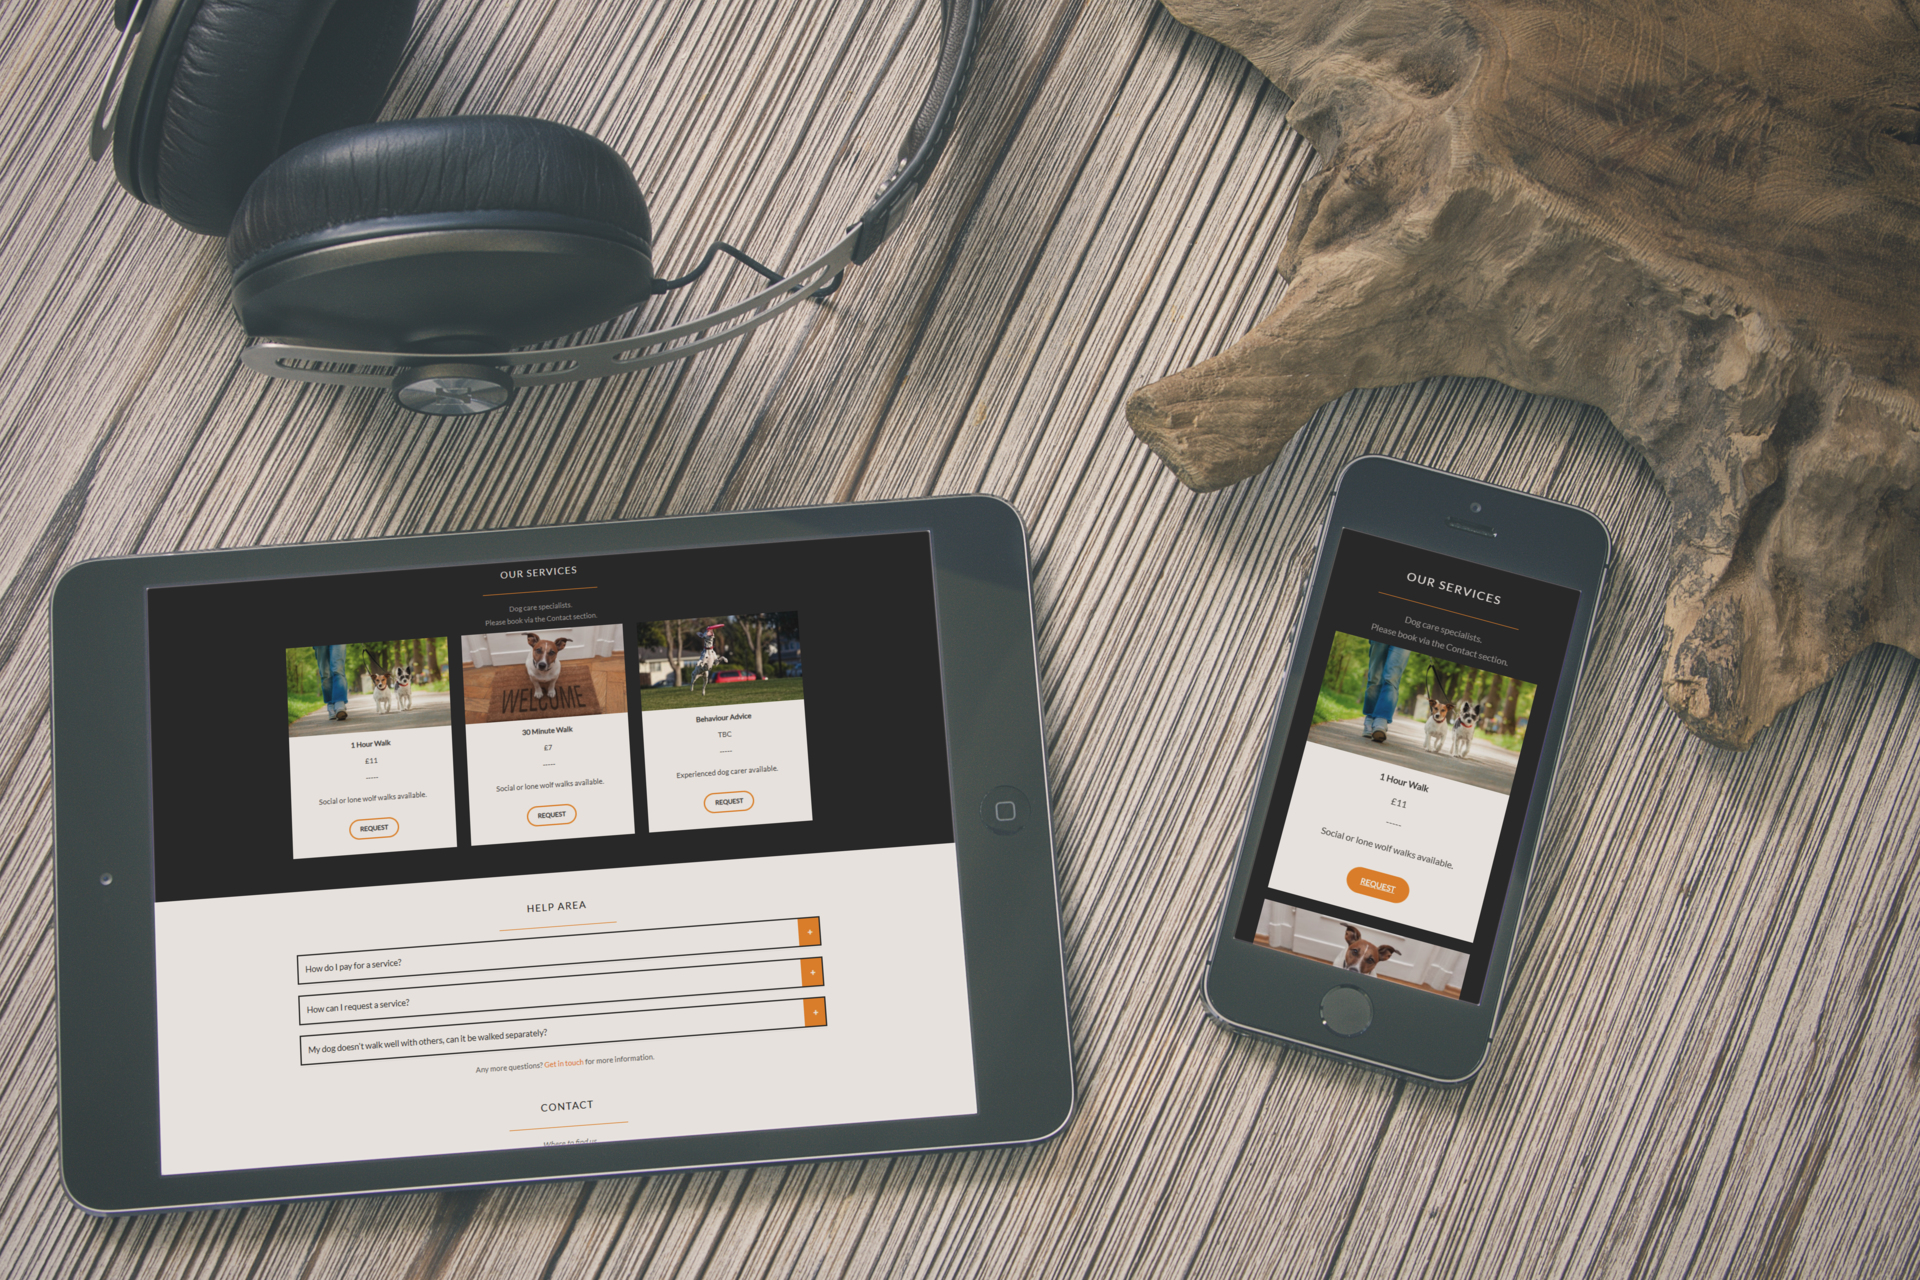 OUR SERVICES
Dog care specialists.
Please book via the Contact section.
WELCOME
1 Hour Walk
£11
-----
Social or lone wolf walks available.
REQUEST
30 Minute Walk
£7
-----
Social or lone wolf walks available.
REQUEST
Behaviour Advice
TBC
-----
Experienced dog carer available.
REQUEST
HELP AREA
How do I pay for a service?
+
How can I request a service?
+
My dog doesn't walk well with others, can it be walked separately?
+
Any more questions? Get in touch for more information.
CONTACT
Where to find us
OUR SERVICES
Dog care specialists.
Please book via the Contact section.
1 Hour Walk
£11
-----
Social or lone wolf walks available.
REQUEST